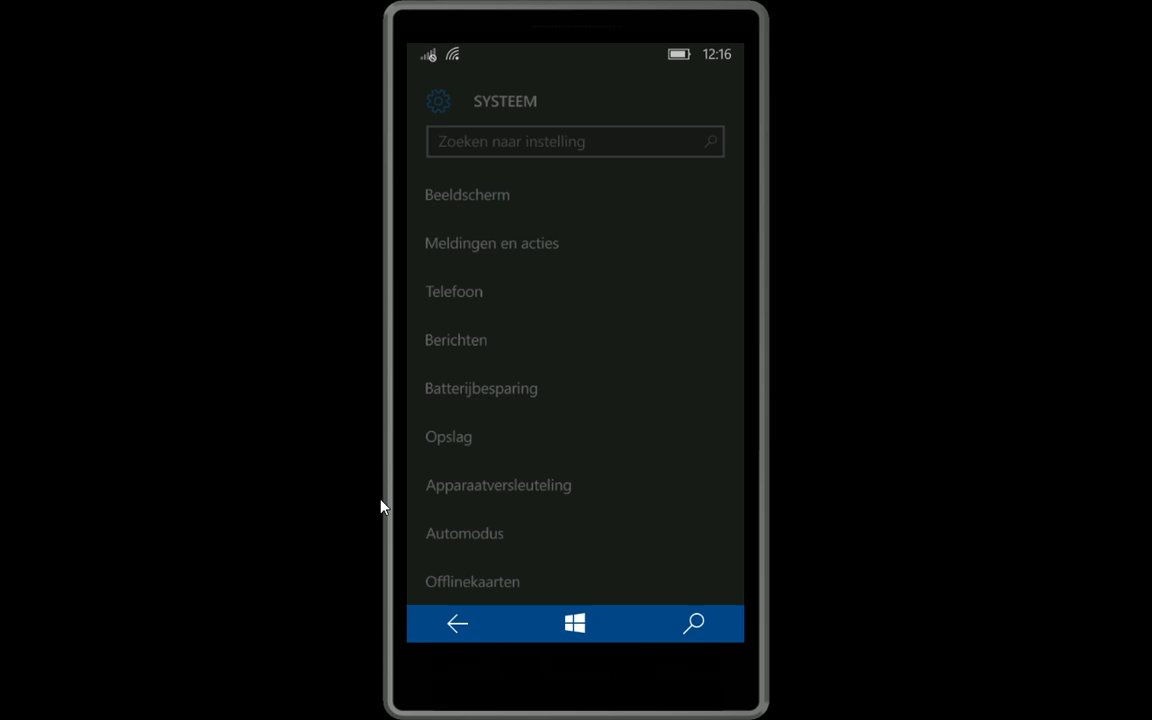 12:16
SYSTEEM
Zoeken naar instelling
Beeldscherm
Meldingen en acties
Telefoon
Berichten
Batterijbesparing
Opslag
Apparaatversleuteling
Automodus
Offlinekaarten